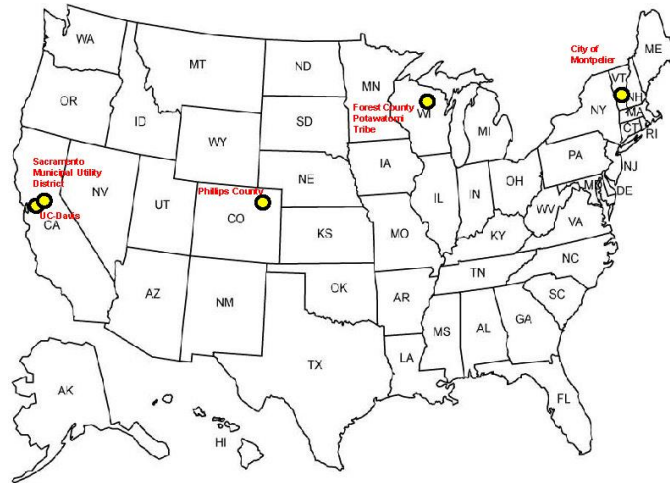 WA
MT
ND
MN
ME
City of
Montpelier
VT
NH
OR
ID
SD
WI
Forest County
Potawatomi
Tribe
MI
NY
MA
CT
RI
WY
Sacramento
Municipal Utility
District
UC-Davis
NV
UT
Phillips County
CO
NE
IA
IL
IN
OH
PA
NJ
MD
DE
CA
KS
MO
KY
WV
VA
AZ
NM
OK
AR
TN
NC
SC
TX
LA
MS
AL
GA
FL
AK
HI